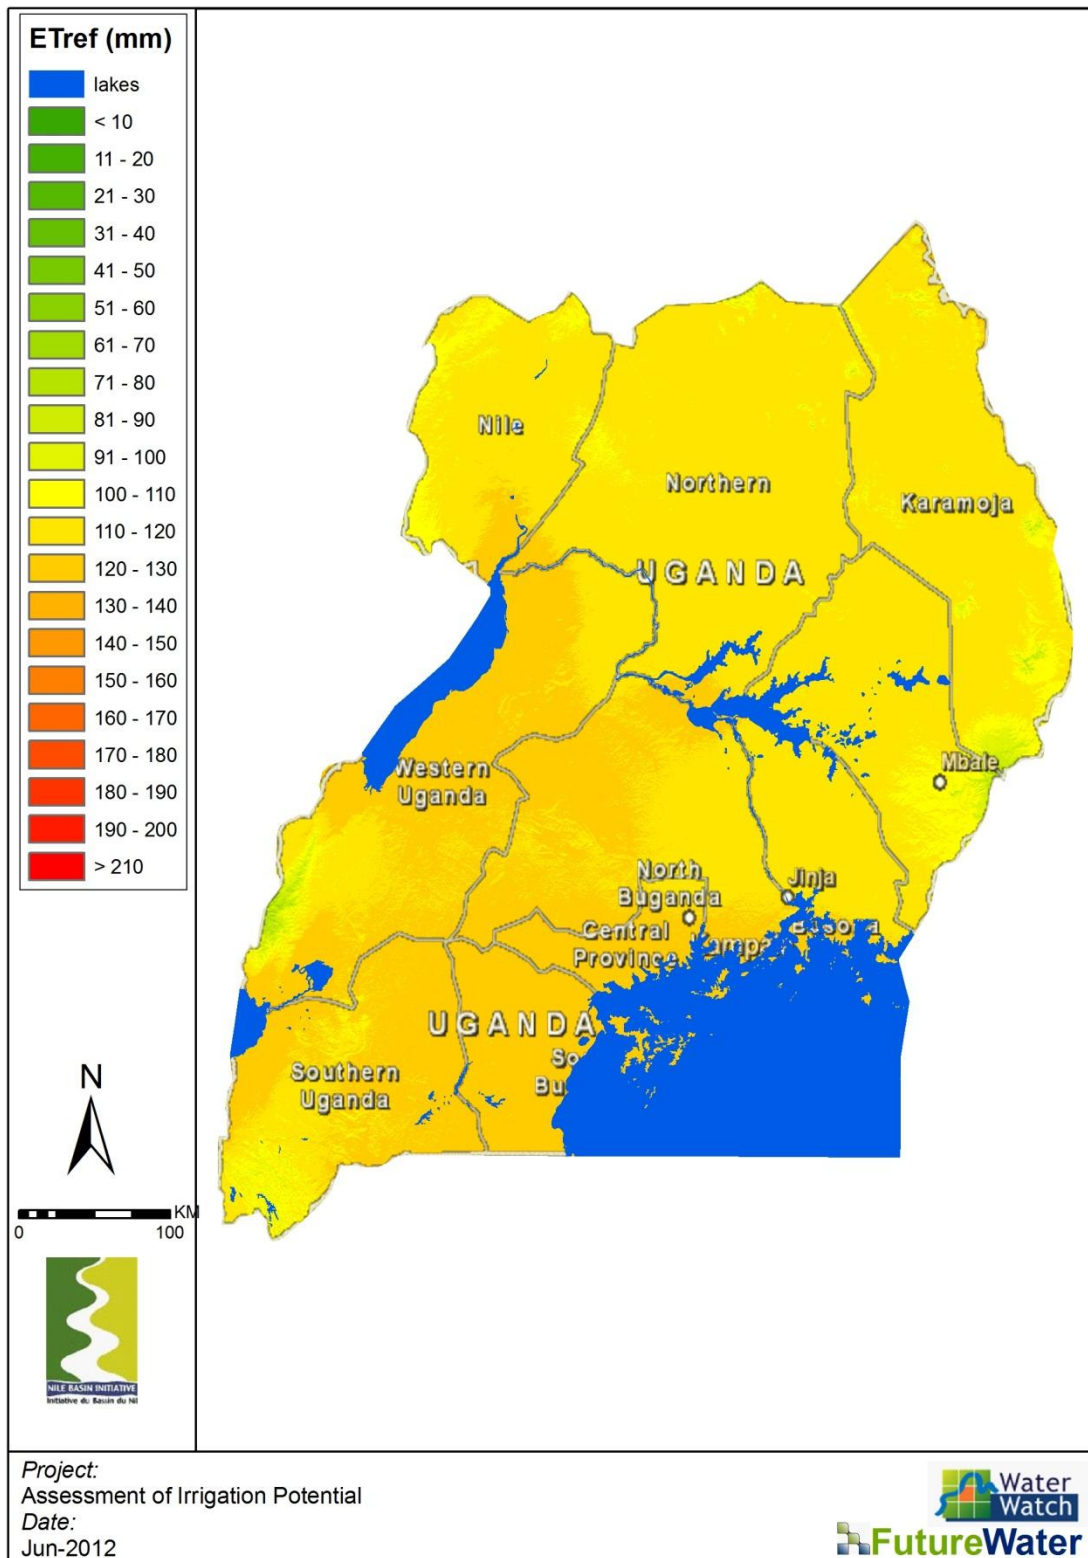 ETref (mm)
lakes
< 10
11 - 20
21 - 30
31 - 40
41 - 50
51 - 60
61 - 70
71 - 80
81 - 90
91 - 100
100 - 110
110 - 120
120 - 130
130 - 140
140 - 150
150 - 160
160 - 170
170 - 180
180 - 190
190 - 200
> 210
Nile
Northern
Karamoja
UGANDA
Mbale
Western
Uganda
North
Buganda
Jinja
Central
Province
UGANDA
So
Bu
Southern
Uganda
N
KM
0 100
NILE BASIN INITIATIVE
Initiative du Bassin du Nil
Project:
Assessment of Irrigation Potential
Date:
Jun-2012
Water
Watch
FutureWater